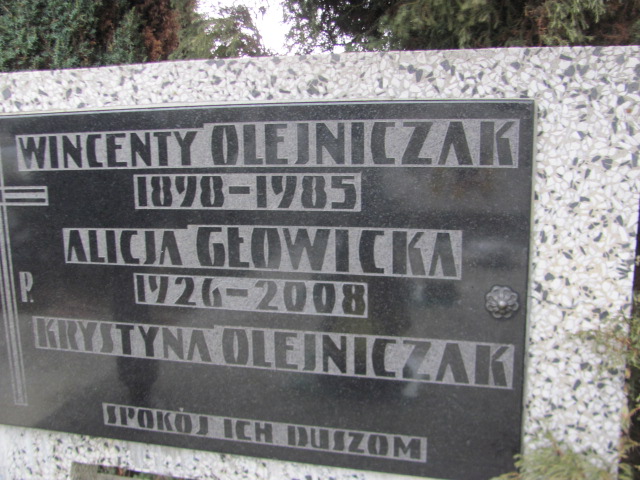 WINCENTY OLEJNICZAK
1898-1985
ALICJA GŁOWICKA
1926-2008
P.
KRYSTYNA OLEJNICZAK
SPOKÓJ ICH DUSZOM